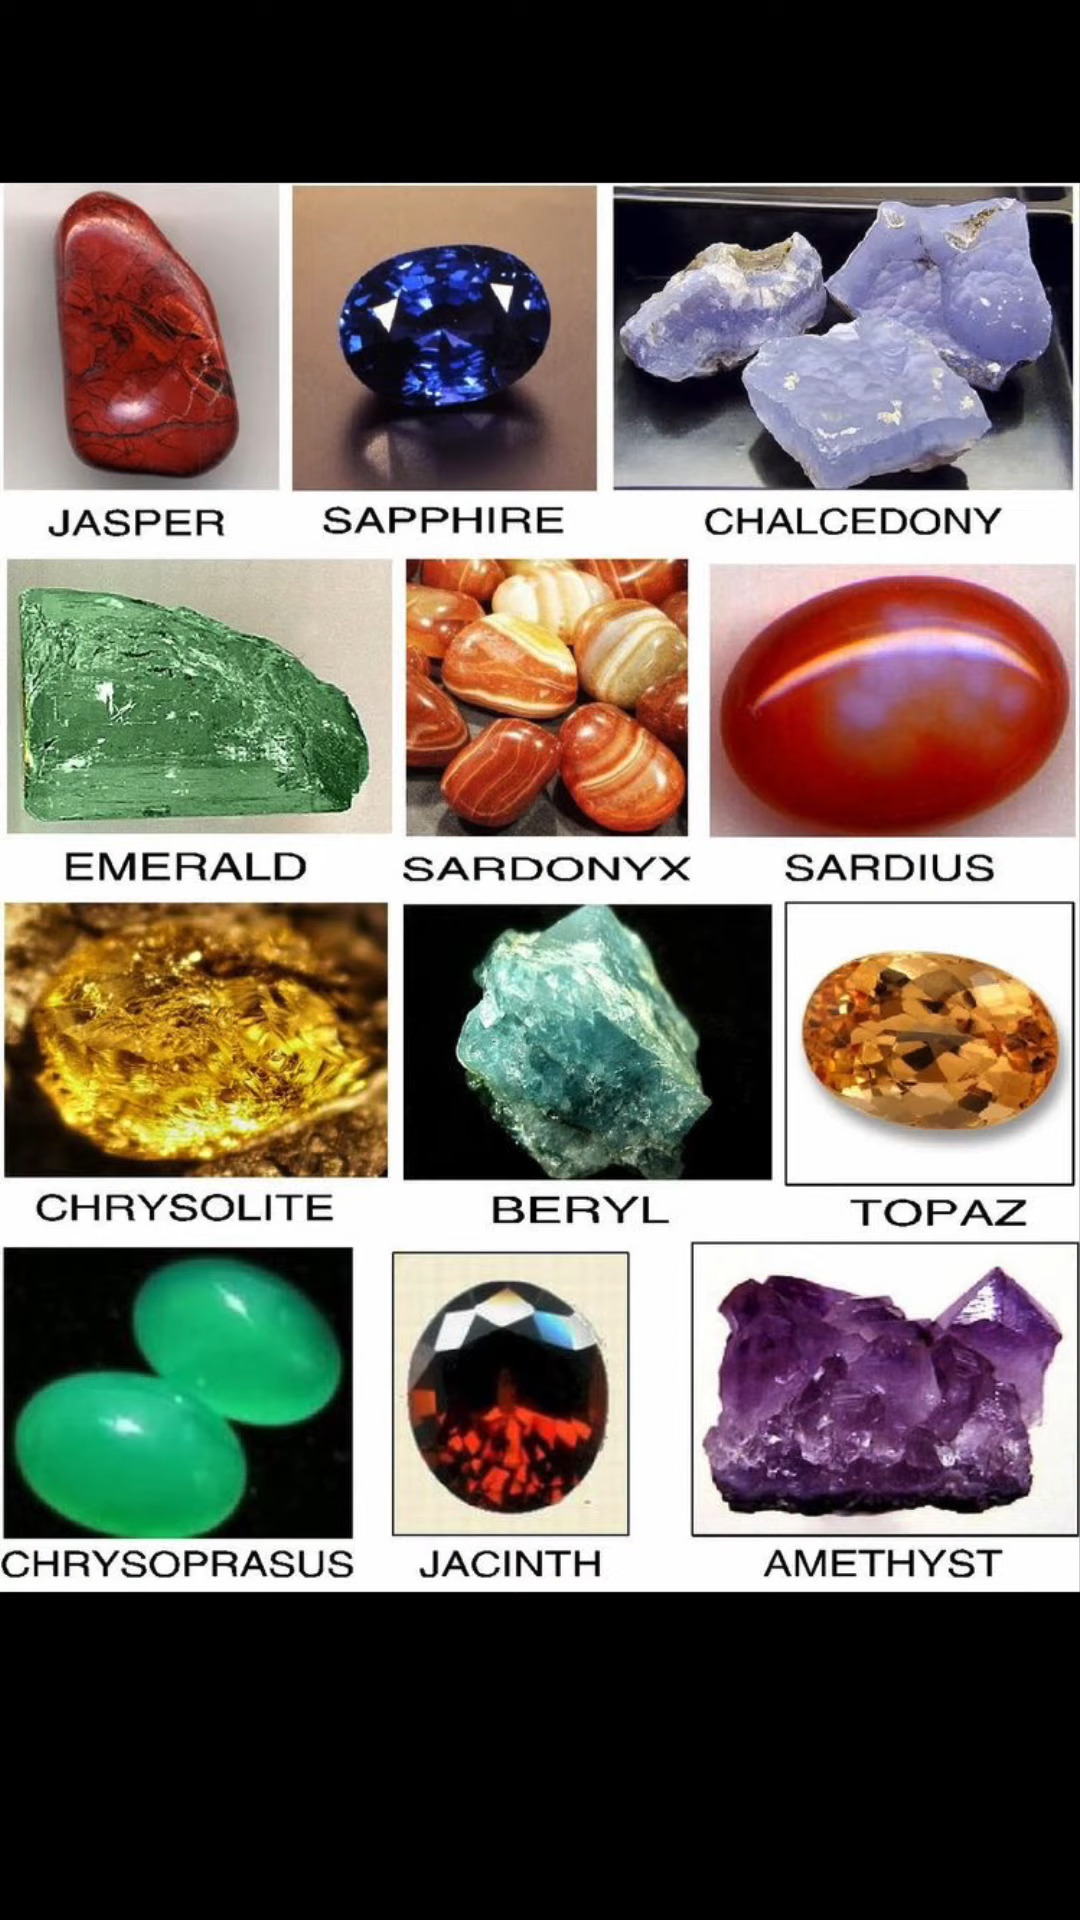 JASPER
SAPPHIRE
CHALCEDONY
EMERALD
SARDONYX
SARDIUS
CHRYSOLITE
BERYL
TOPAZ
CHRYSOPRASUS
JACINTH
AMETHYST